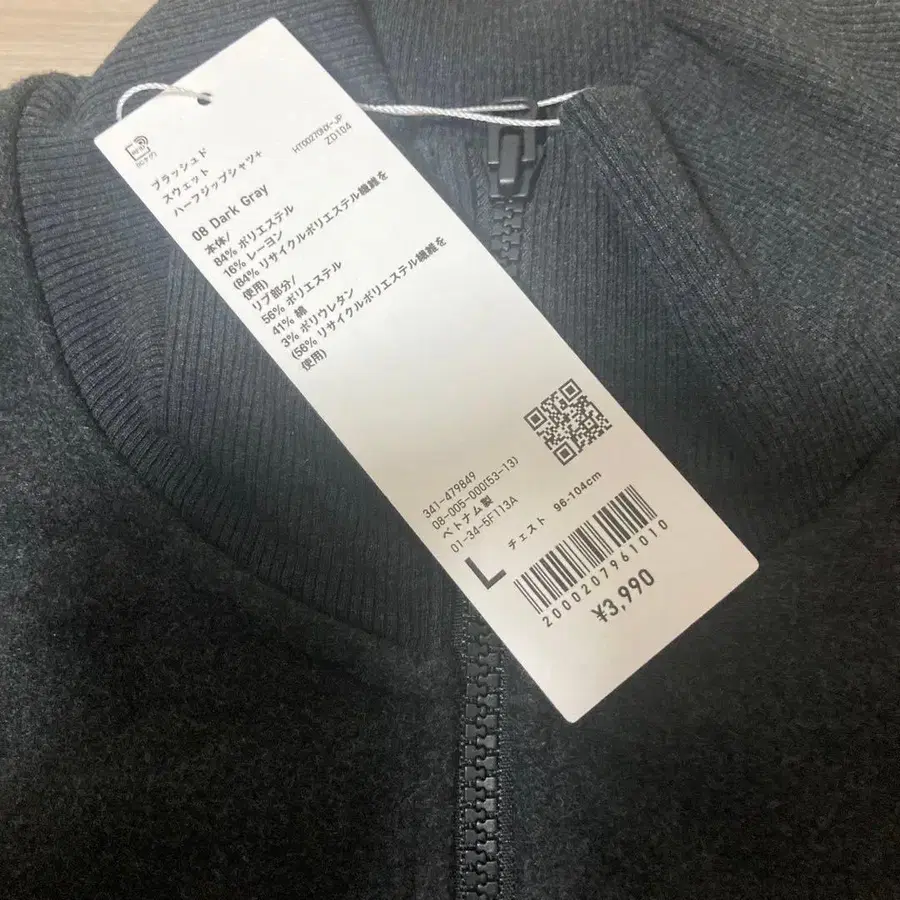 RFID
ブラッシュド
スウェット
ハーフジップシャツ+
HT00270NX-JP
ZD104
08 Dark Gray
本体/
84% ポリエステル
16% レーヨン
(84% リサイクルポリエステル繊維を
使用)
リブ部分/
56% ポリエステル
41% 綿
3% ポリウレタン
(56% リサイクルポリエステル繊維を
使用)
341-479849
08-005-000(53-13)
ベトナム製
01-34-5F113A
L
チェスト 96-104cm
2000207961010
¥3,990